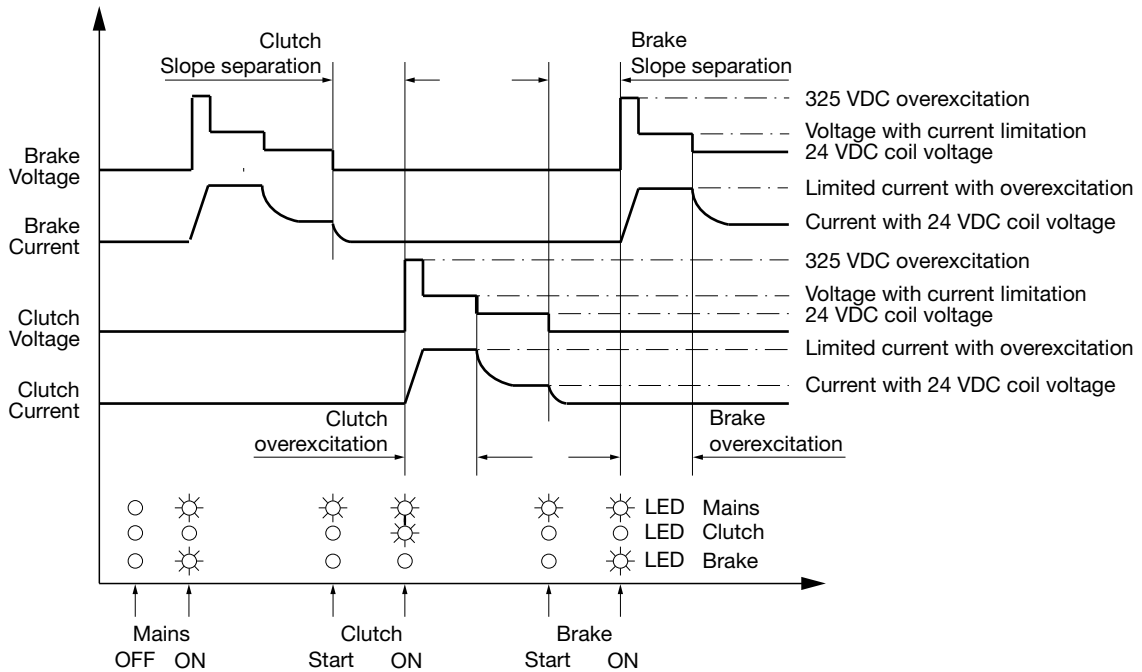 Clutch
Slope separation
Brake
Slope separation
325 VDC overexcitation
Voltage with current limitation
24 VDC coil voltage
Brake
Voltage
Limited current with overexcitation
Brake
Current
Current with 24 VDC coil voltage
325 VDC overexcitation
Voltage with current limitation
24 VDC coil voltage
Clutch
Voltage
Limited current with overexcitation
Clutch
Current
Current with 24 VDC coil voltage
Clutch
overexcitation
Brake
overexcitation
LED Mains
LED Clutch
LED Brake
Mains Clutch Brake
OFF ON Start ON Start ON